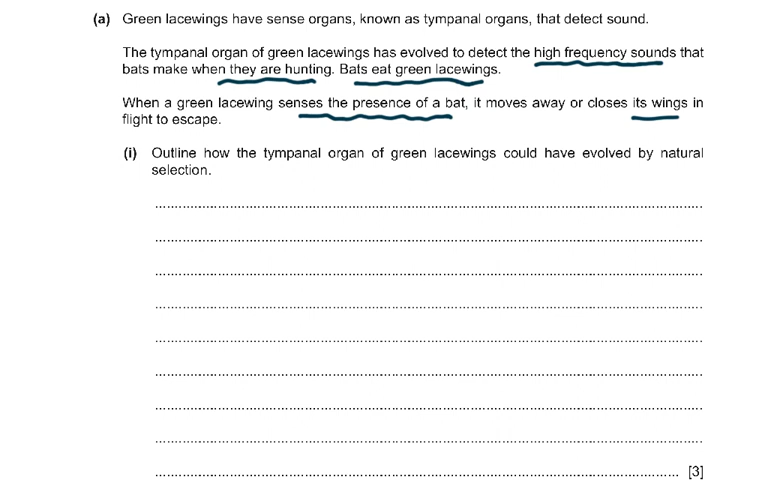 (a) Green lacewings have sense organs, known as tympanal organs, that detect sound.
The tympanal organ of green lacewings has evolved to detect the high frequency sounds that
bats make when they are hunting. Bats eat green lacewings.
When a green lacewing senses the presence of a bat, it moves away or closes its wings in
flight to escape.
(i) Outline how the tympanal organ of green lacewings could have evolved by natural
selection.
[3]